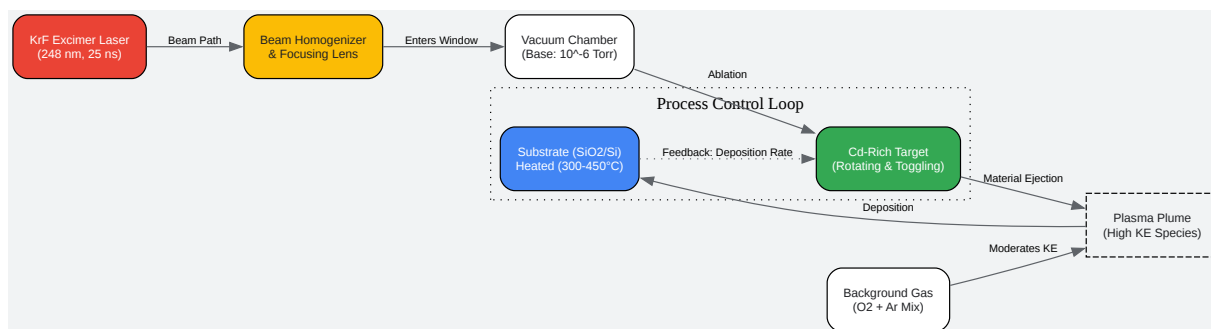 KrF Excimer Laser
(248 nm, 25 ns)
Beam Path
Beam Homogenizer
& Focusing Lens
Enters Window
Vacuum Chamber
(Base: 10^-6 Torr)
Ablation
Process Control Loop
Substrate (SiO2/Si)
Heated (300-450°C)
Feedback: Deposition Rate
Cd-Rich Target
(Rotating & Toggling)
Material Ejection
Deposition
Plasma Plume
(High KE Species)
Moderates KE
Background Gas
(O2 + Ar Mix)